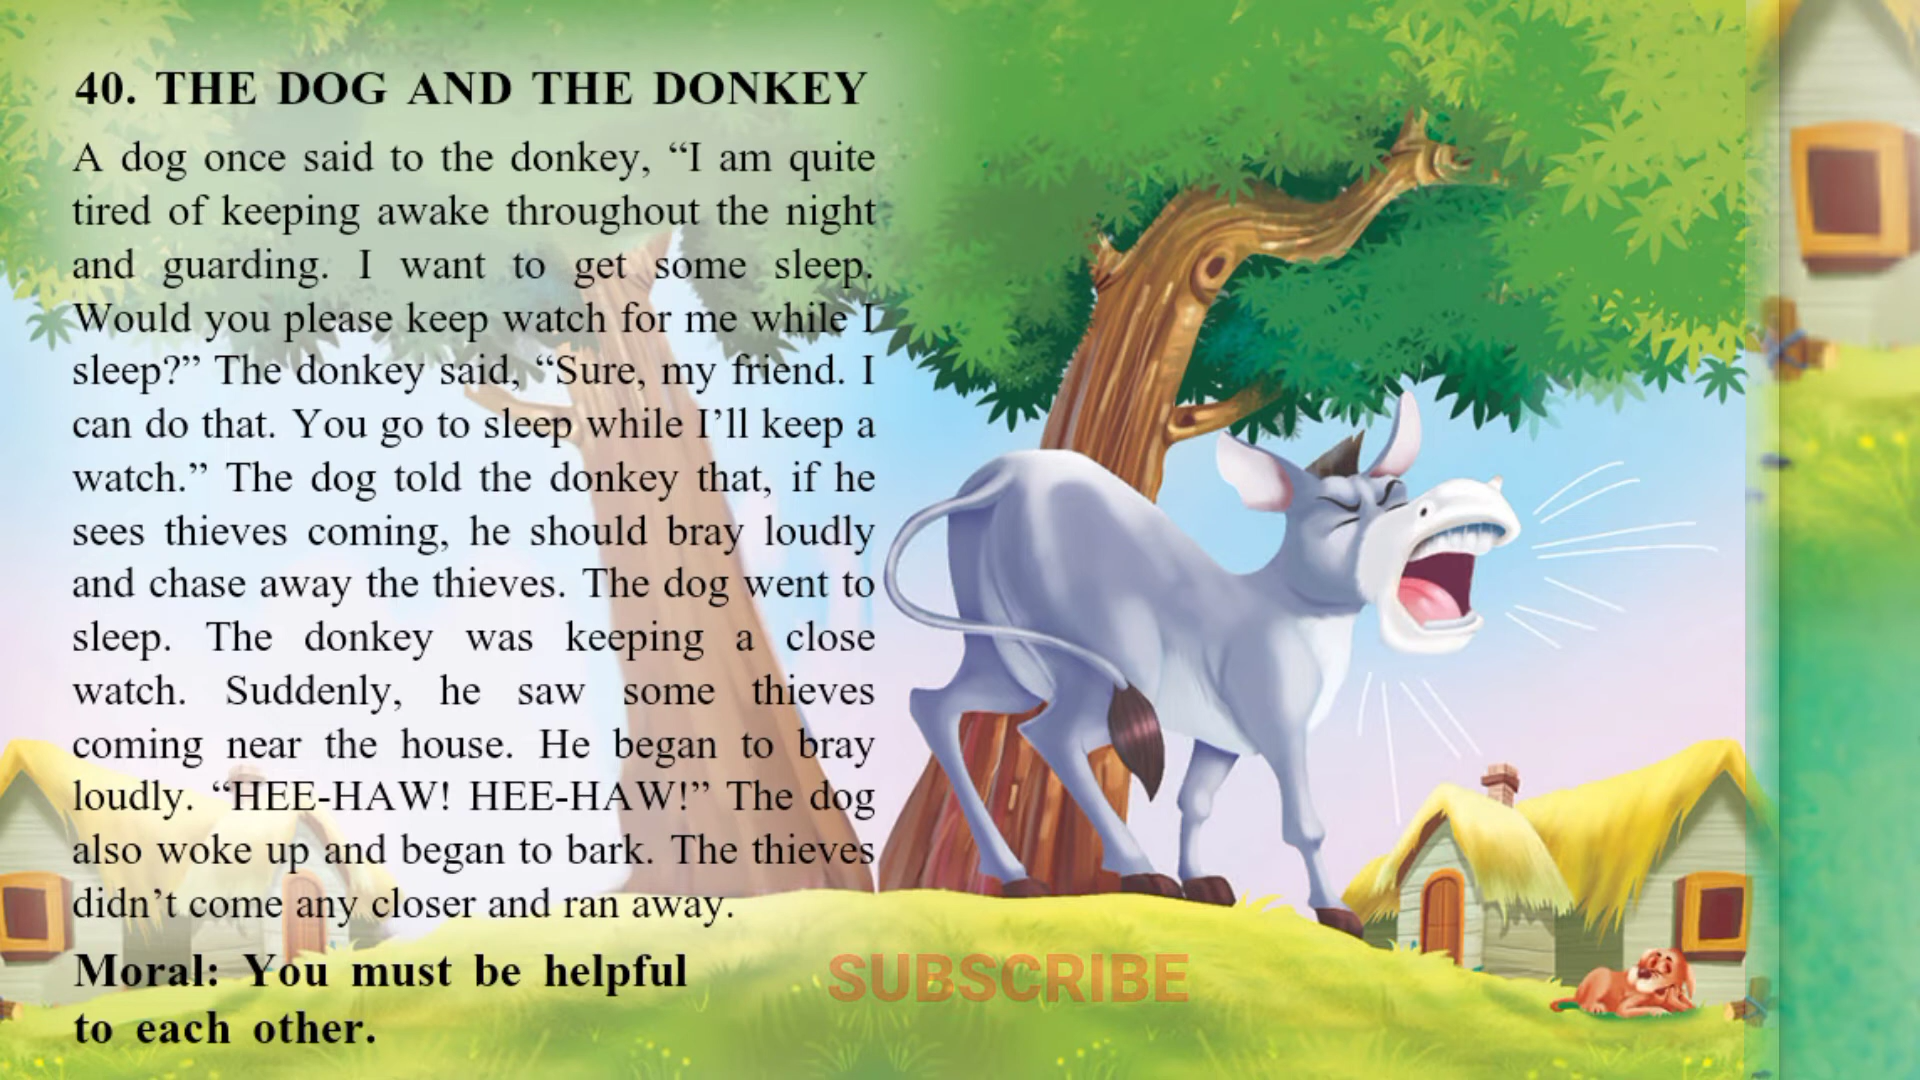 40. THE DOG AND THE DONKEY
A dog once said to the donkey, “I am quite
tired of keeping awake throughout the night
and guarding. I want to get some sleep.
Would you please keep watch for me while I
sleep?” The donkey said, “Sure, my friend. I
can do that. You go to sleep while I’ll keep a
watch.” The dog told the donkey that, if he
sees thieves coming, he should bray loudly
and chase away the thieves. The dog went to
sleep. The donkey was keeping a close
watch. Suddenly, he saw some thieves
coming near the house. He began to bray
loudly. “HEE-HAW! HEE-HAW!” The dog
also woke up and began to bark. The thieves
didn’t come any closer and ran away.
Moral: You must be helpful
to each other.
SUBSCRIBE